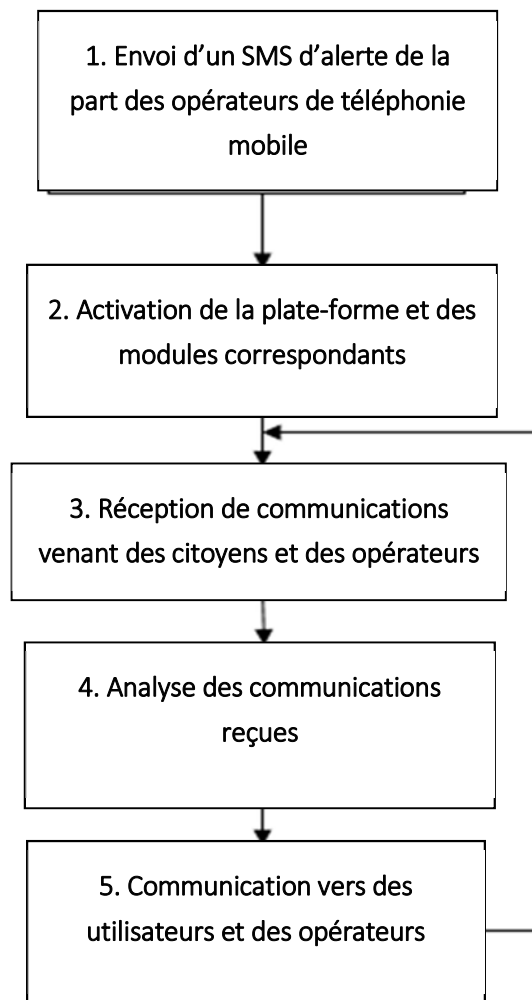 1. Envoi d’un SMS d’alerte de la
part des opérateurs de téléphonie
mobile
2. Activation de la plate-forme et des
modules correspondants
3. Réception de communications
venant des citoyens et des opérateurs
4. Analyse des communications
reçues
5. Communication vers des
utilisateurs et des opérateurs